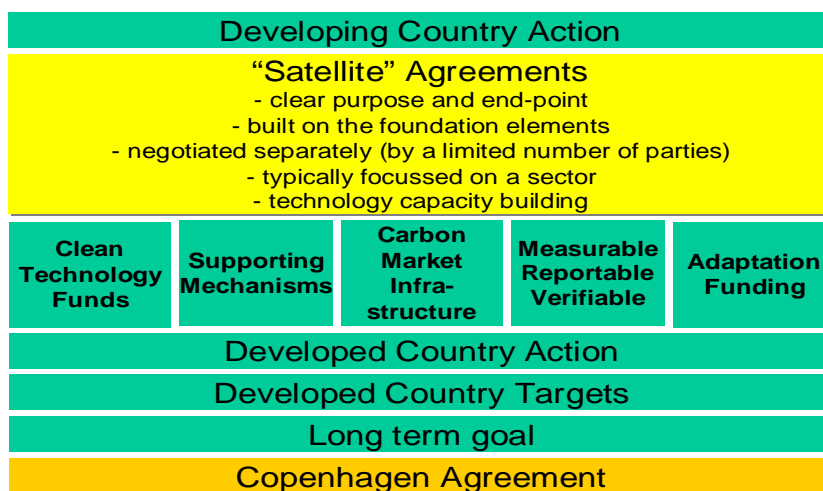 Developing Country Action
“Satellite” Agreements
- clear purpose and end-point
- built on the foundation elements
- negotiated separately (by a limited number of parties)
- typically focussed on a sector
- technology capacity building
Clean
Technology
Funds
Supporting
Mechanisms
Carbon
Market
Infra-
structure
Measurable
Reportable
Verifiable
Adaptation
Funding
Developed Country Action
Developed Country Targets
Long term goal
Copenhagen Agreement